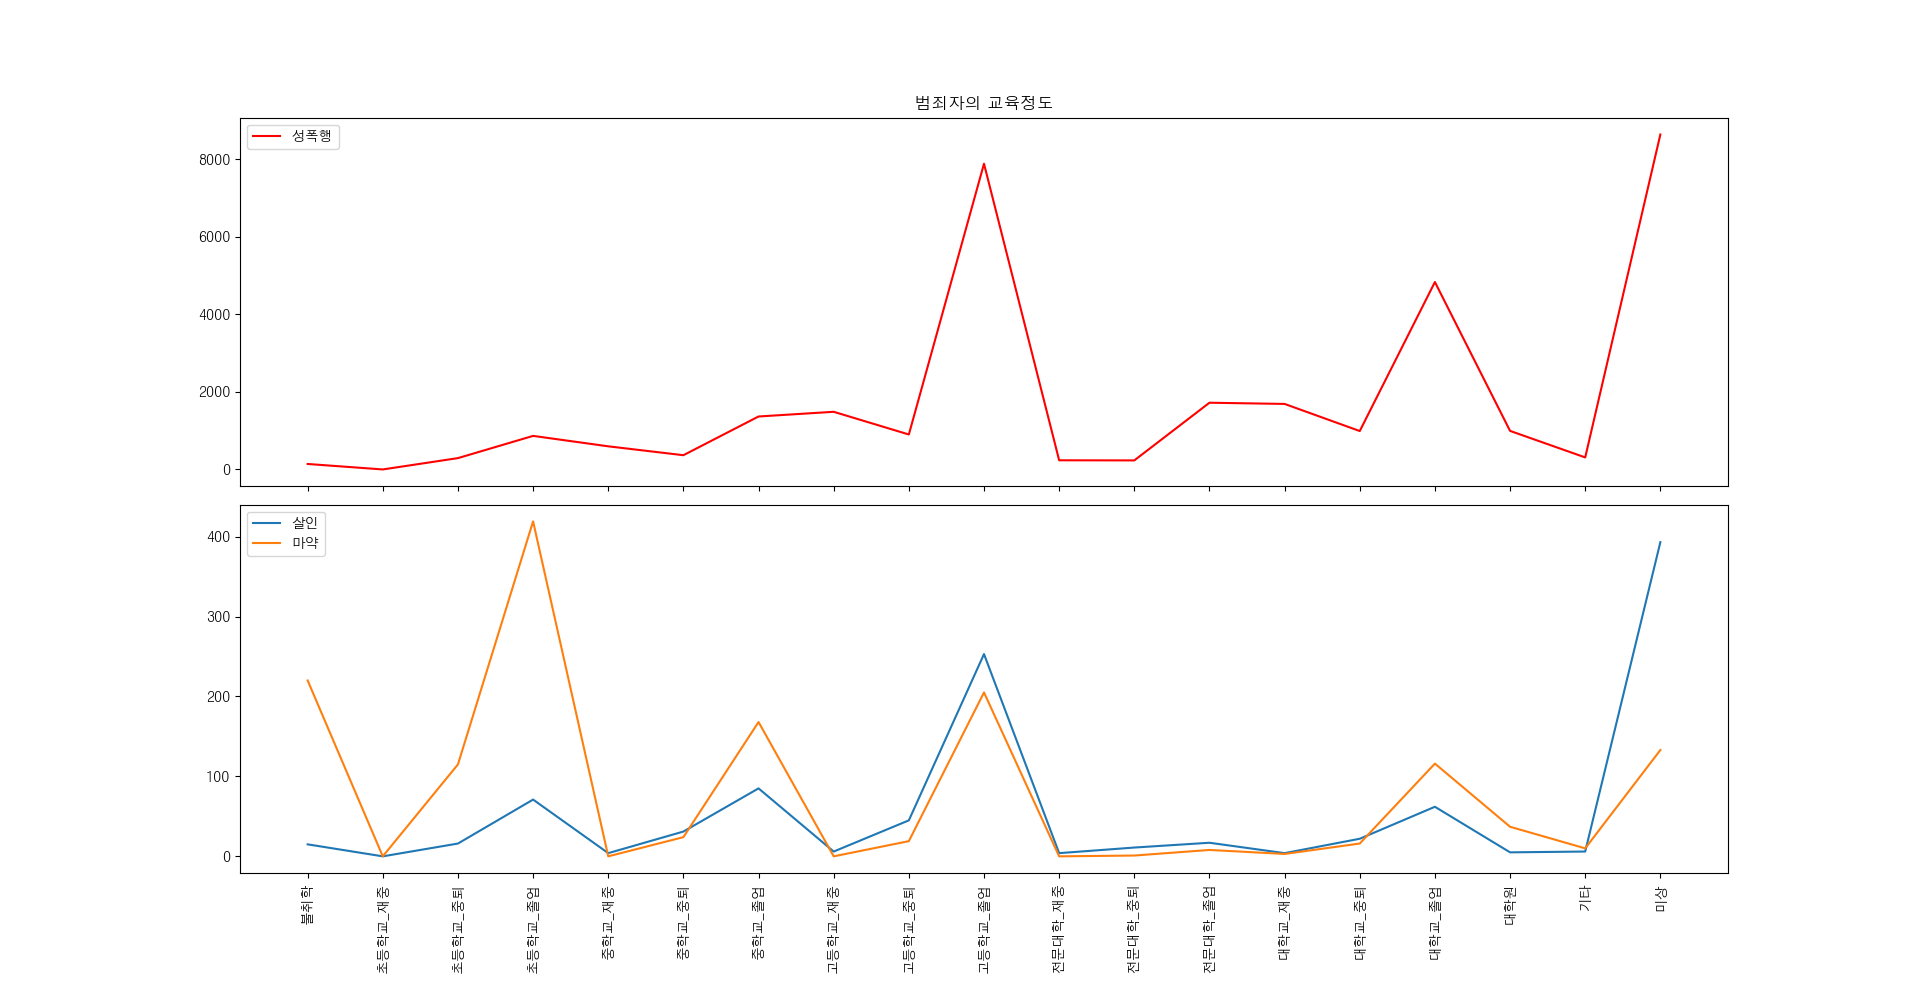 범죄자의 교육정도
성폭행
8000
6000
4000
2000
0
살인
마약
400
300
200
100
0
불취학
초등학교_재중
초등학교_중퇴
초등학교_졸업
중학교_재중
중학교_중퇴
중학교_졸업
고등학교_재중
고등학교_중퇴
고등학교_졸업
전문대학_재중
전문대학_중퇴
전문대학_졸업
대학교_재중
대학교_중퇴
대학교_졸업
대학원
기타
미상